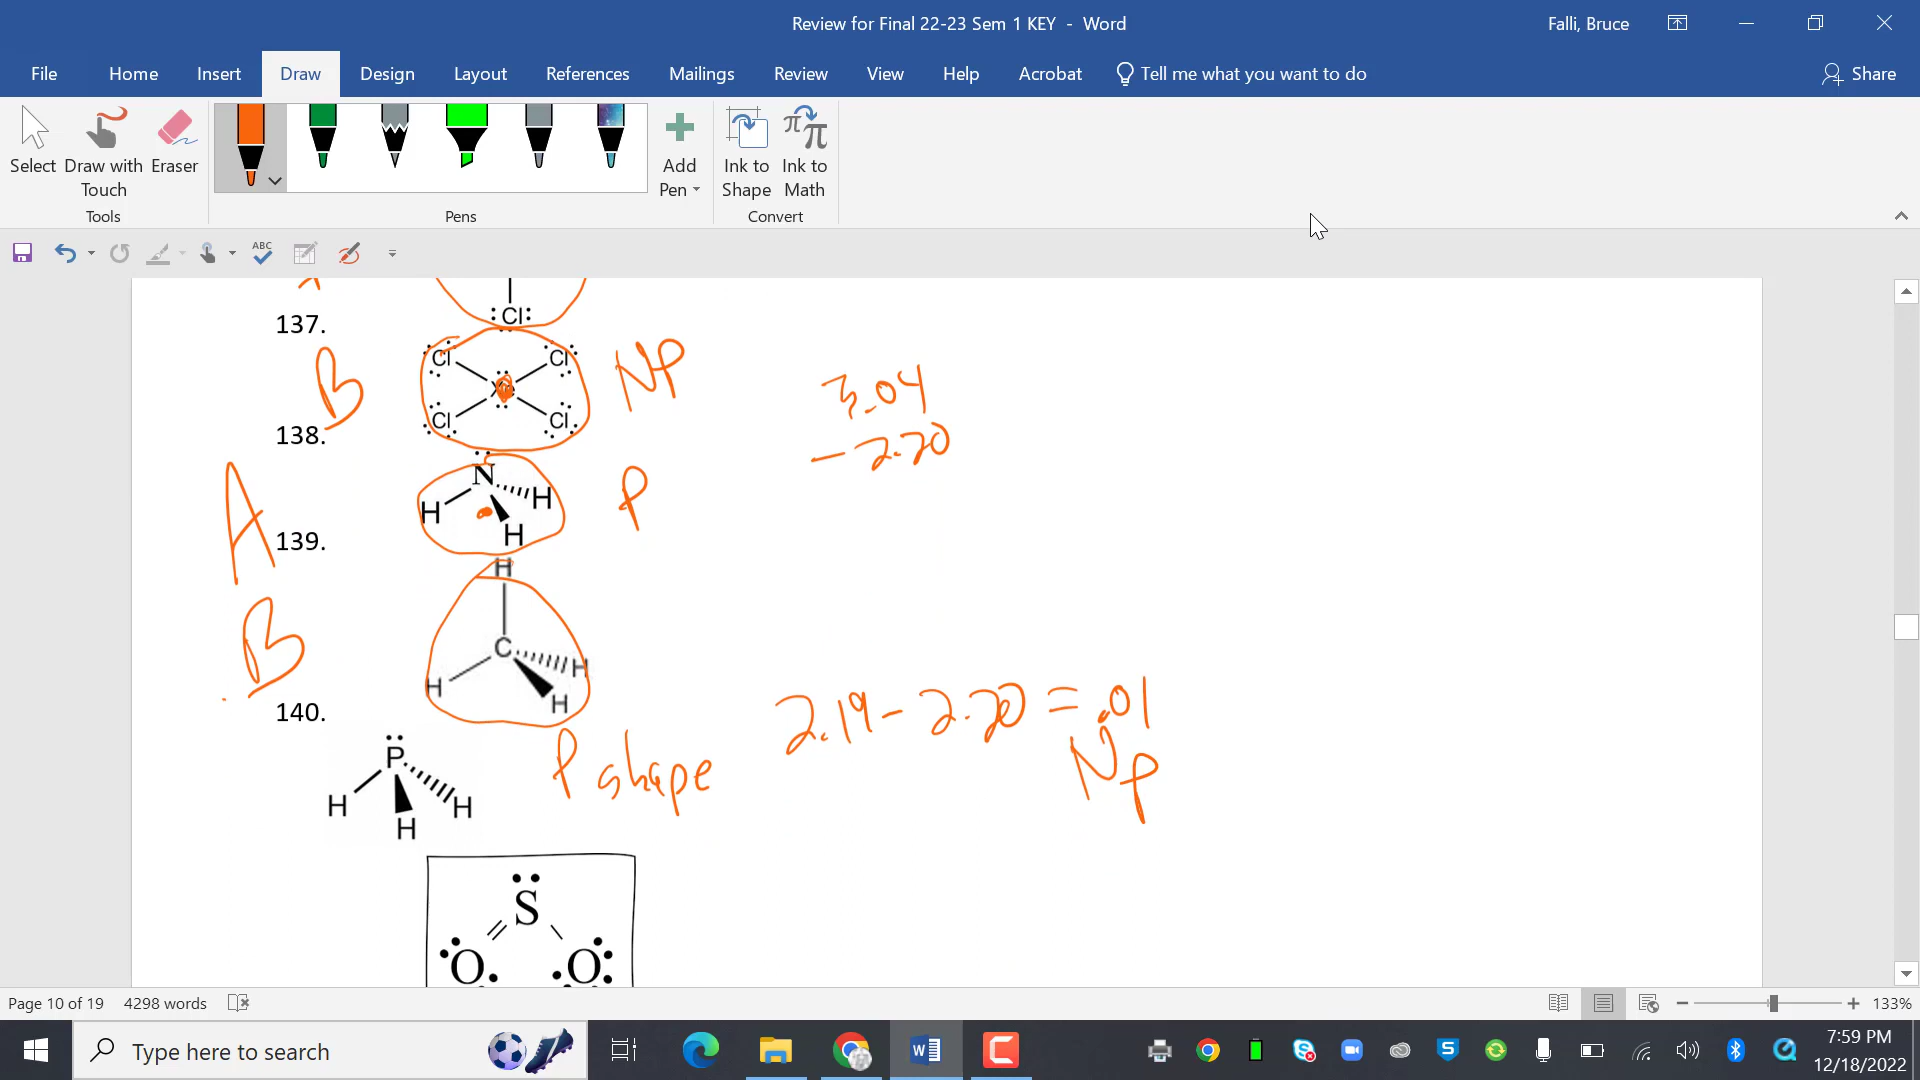 Review for Final 22-23 Sem 1 KEY - Word
Falli, Bruce
File Home Insert Draw Design Layout References Mailings Review View Help Acrobat Tell me what you want to do Share
Select Draw with Touch Eraser Add Pen Ink to Shape Ink to Math
Tools Pens Convert
ABC
Cl
137.
Cl Cl
B NP
3.04
Cl Cl
138.
-2.20
N
H H P
H
A 139.
H
B
C
H H
H
140.
2.19-2.20=.01
NP
P
P shape
H H
H
S
O O
Page 10 of 19 4298 words 133%
Type here to search
7:59 PM
12/18/2022